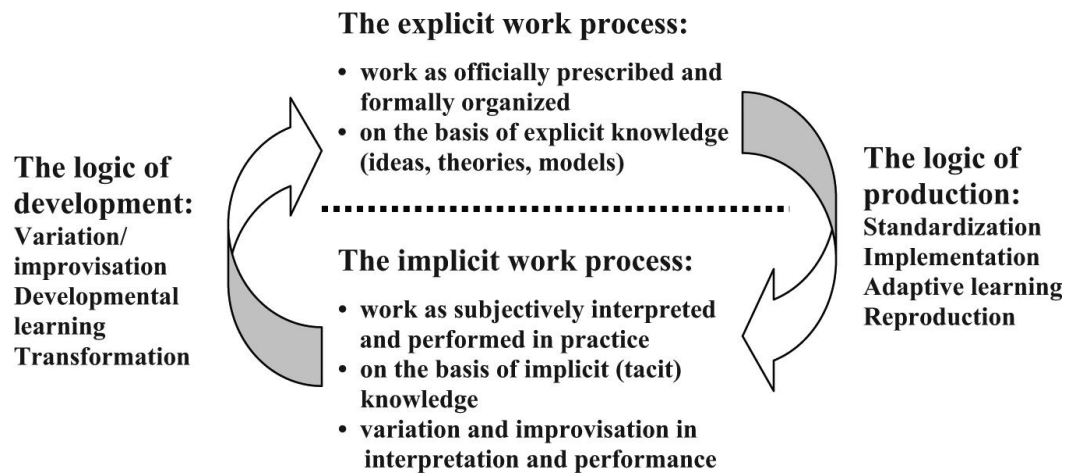 The explicit work process:
• work as officially prescribed and
formally organized
• on the basis of explicit knowledge
(ideas, theories, models)
The logic of
development:
Variation/
improvisation
Developmental
learning
Transformation
The logic of
production:
Standardization
Implementation
Adaptive learning
Reproduction
The implicit work process:
• work as subjectively interpreted
and performed in practice
• on the basis of implicit (tacit)
knowledge
• variation and improvisation in
interpretation and performance